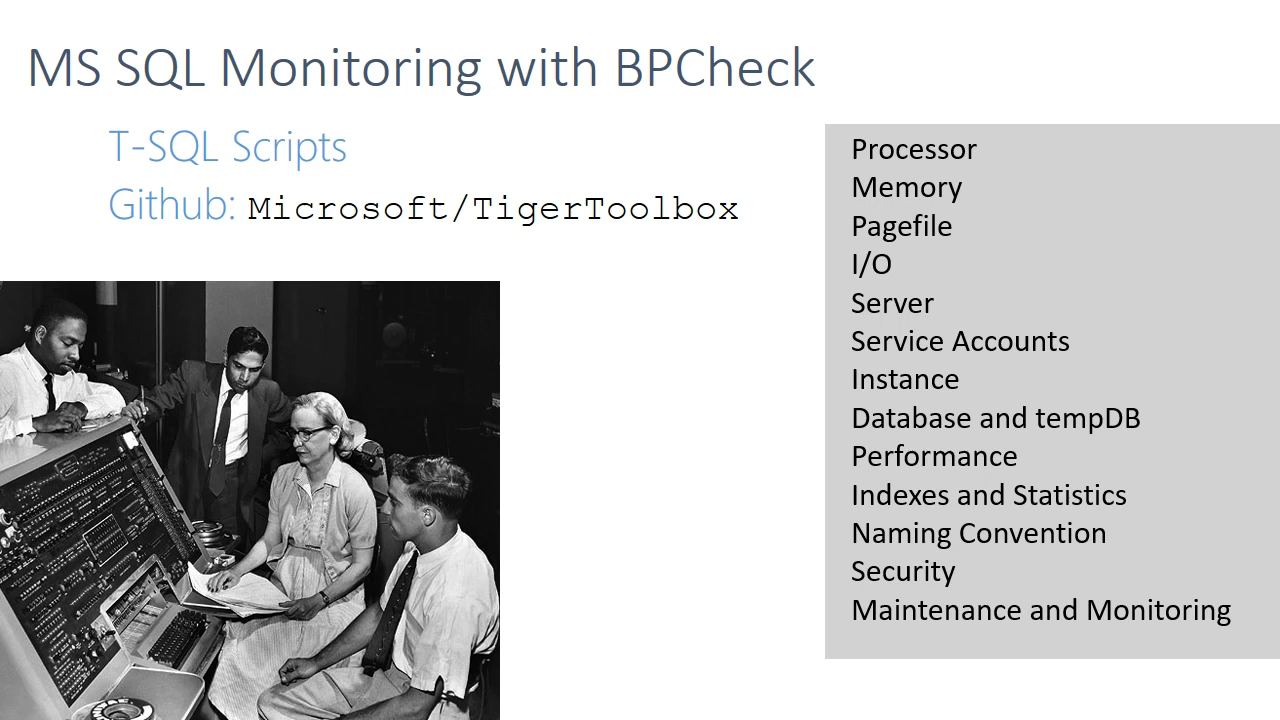 MS SQL Monitoring with BPCheck
T-SQL Scripts
Github: Microsoft/TigerToolbox
Processor
Memory
Pagefile
I/O
Server
Service Accounts
Instance
Database and tempDB
Performance
Indexes and Statistics
Naming Convention
Security
Maintenance and Monitoring